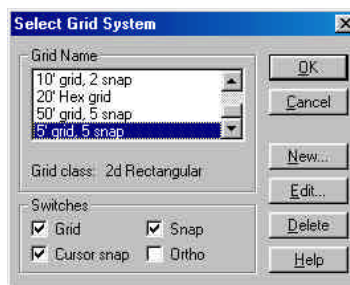 Select Grid System
Grid Name
10' grid, 2 snap
20' Hex grid
50' grid, 5 snap
5' grid, 5 snap
Grid class: 2d Rectangular
Switches
Grid
Snap
Cursor snap
Ortho
OK
Cancel
New...
Edit...
Delete
Help